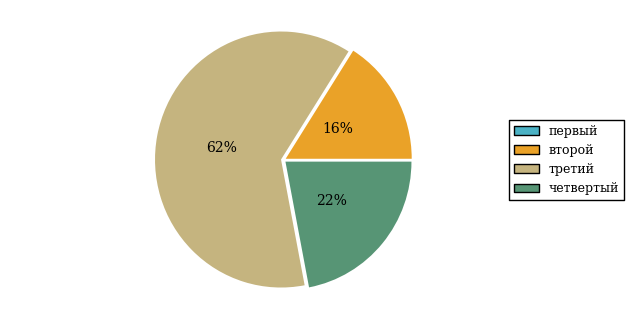 16%
62%
22%
первый
второй
третий
четвертый